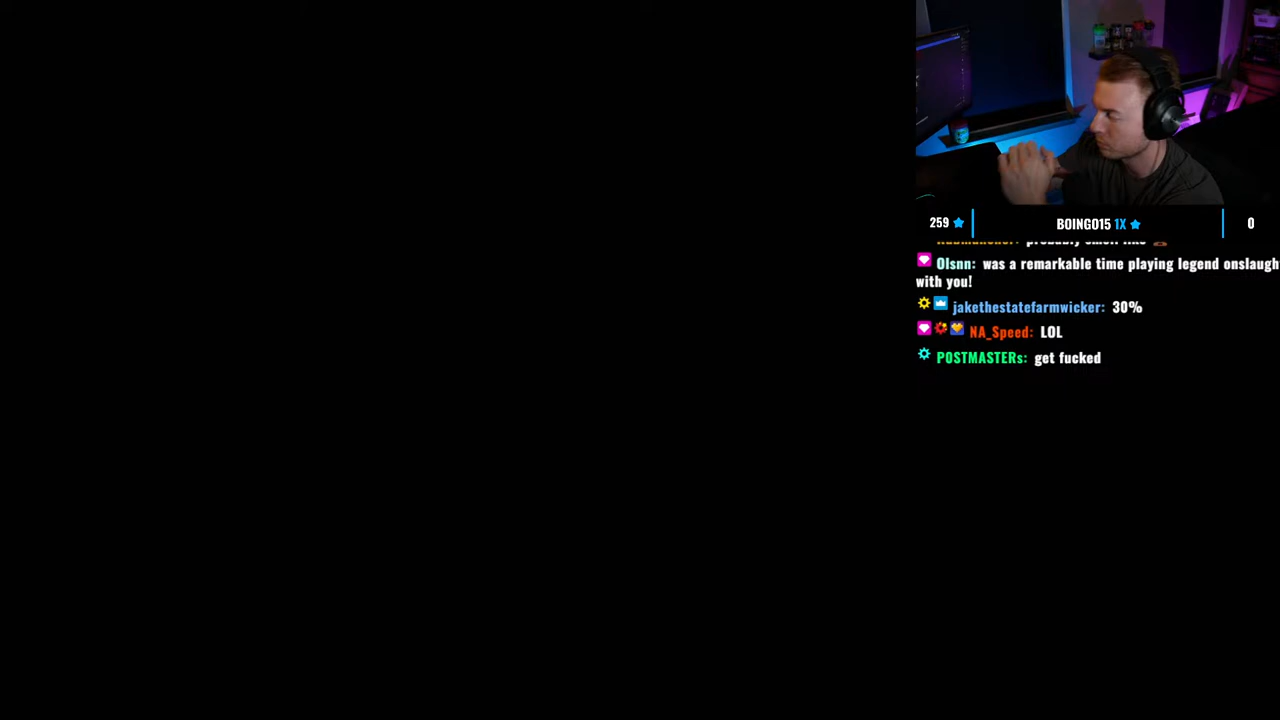 259
BOINGO15 1X
0
Olsnn: was a remarkable time playing legend onslaugh
with you!
jakethestatefarmwicker: 30%
NA_Speed: LOL
POSTMASTERs: get fucked